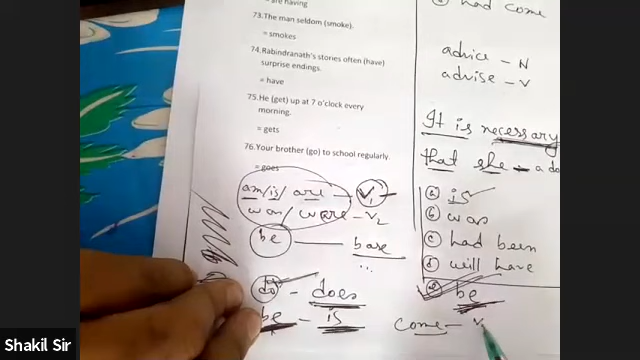 = are having
73.The man seldom (smoke).
= smokes
74.Rabindranath's stories often (have)
surprise endings.
= have
75.He (get) up at 7 o'clock every
morning.
= gets
76.Your brother (go) to school regularly.
= goes
am/is/ are — V1
was/ were — V2
be — base
...
do — does
be — is
had come
advice — N
advise — V
It is necessary
that she — a do
a is ✓
b was
c had been
d will have
be
come —
Shakil Sir